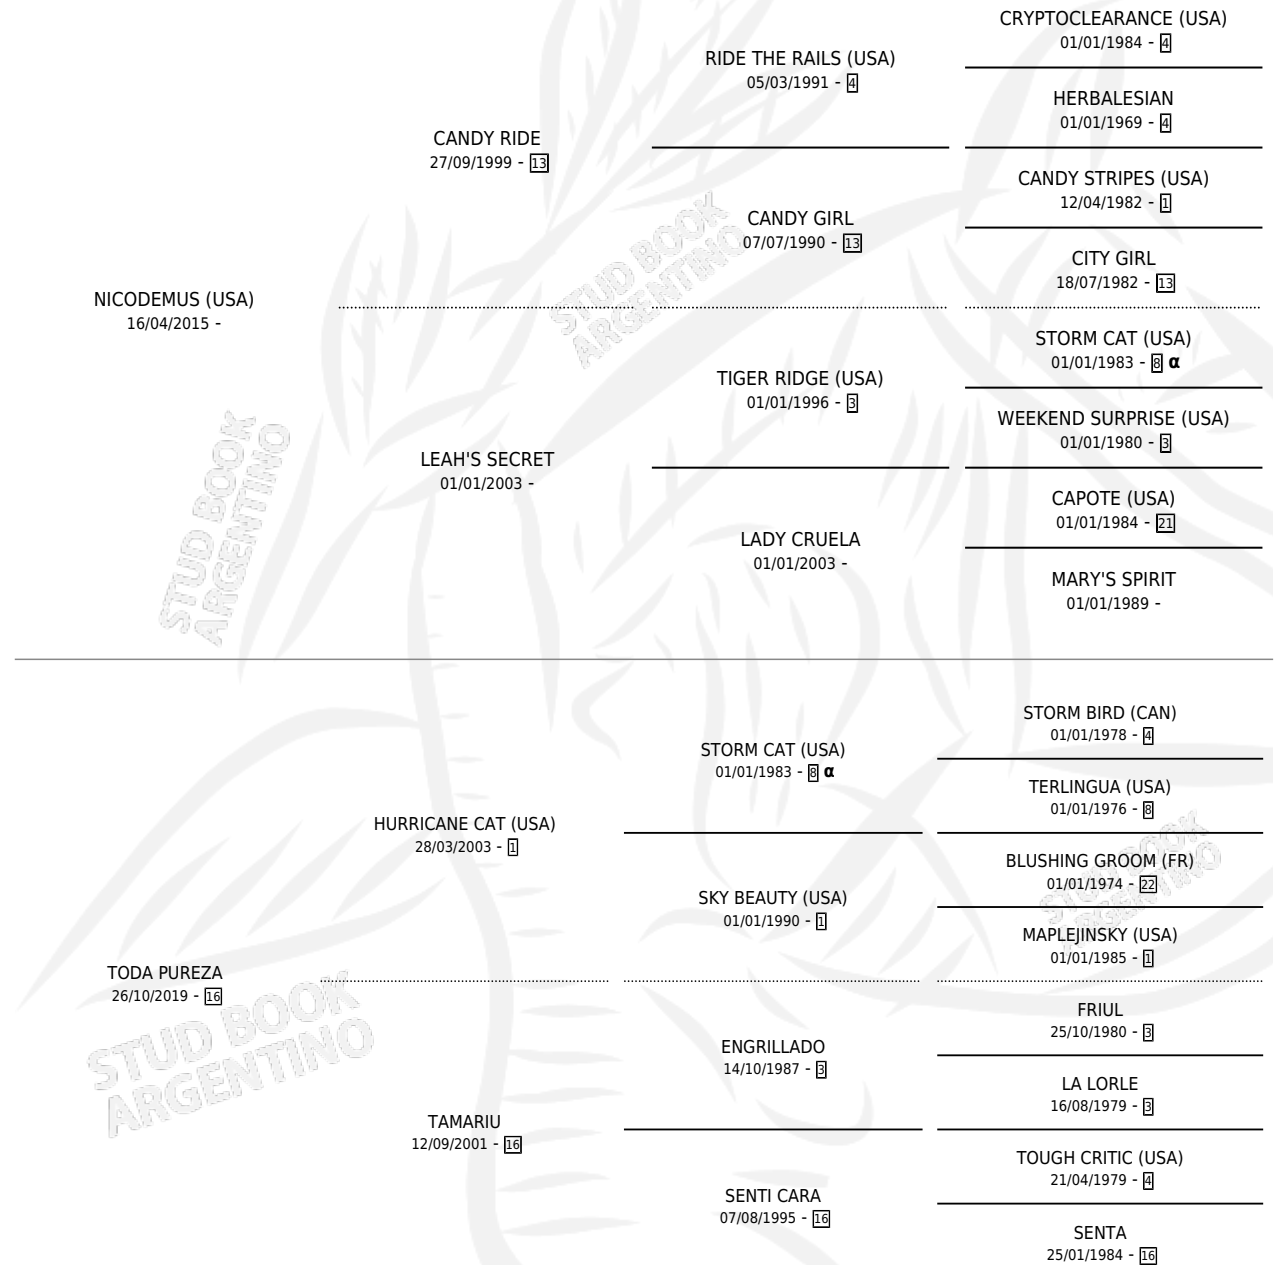 CRYPTOCLEARANCE (USA)
01/01/1984 - 4
RIDE THE RAILS (USA)
05/03/1991 - 4
HERBALESIAN
01/01/1969 - 4
CANDY RIDE
27/09/1999 - 13
CANDY STRIPES (USA)
12/04/1982 - 1
CANDY GIRL
07/07/1990 - 13
CITY GIRL
18/07/1982 - 13
NICODEMUS (USA)
16/04/2015 -
STORM CAT (USA)
01/01/1983 - 8 α
TIGER RIDGE (USA)
01/01/1996 - 3
WEEKEND SURPRISE (USA)
01/01/1980 - 3
LEAH'S SECRET
01/01/2003 -
CAPOTE (USA)
01/01/1984 - 21
LADY CRUELA
01/01/2003 -
MARY'S SPIRIT
01/01/1989 -
STORM BIRD (CAN)
01/01/1978 - 4
STORM CAT (USA)
01/01/1983 - 8 α
TERLINGUA (USA)
01/01/1976 - 8
HURRICANE CAT (USA)
28/03/2003 - 1
BLUSHING GROOM (FR)
01/01/1974 - 22
SKY BEAUTY (USA)
01/01/1990 - 1
MAPLEJINSKY (USA)
01/01/1985 - 1
TODA PUREZA
26/10/2019 - 16
FRIUL
25/10/1980 - 3
ENGRILLADO
14/10/1987 - 3
LA LORLE
16/08/1979 - 3
TAMARIU
12/09/2001 - 16
TOUGH CRITIC (USA)
21/04/1979 - 4
SENTI CARA
07/08/1995 - 16
SENTA
25/01/1984 - 16
STUD BOOK
ARGENTINO
STUD BOOK
ARGENTINO
STUD BOOK
ARGENTINO
STUD BOOK
ARGENTINO